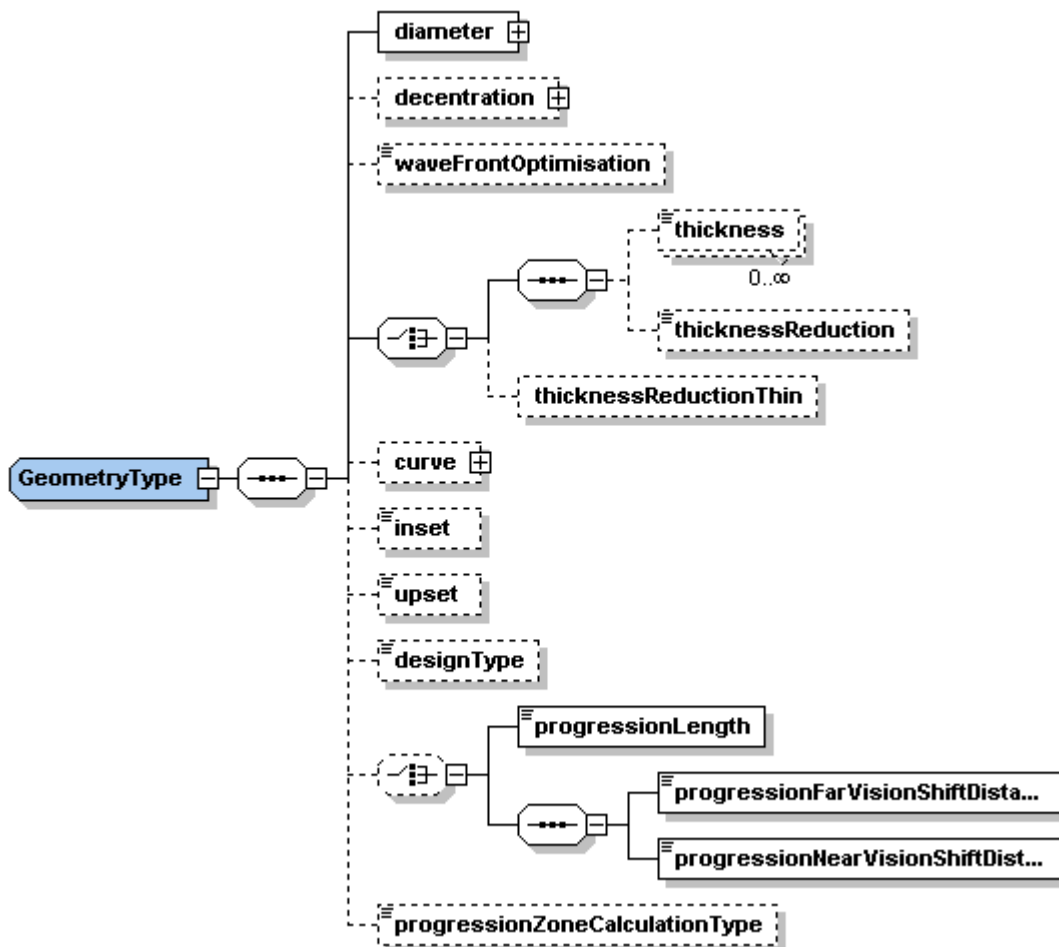 diameter
decentration
waveFrontOptimisation
thickness
0..∞
thicknessReduction
thicknessReductionThin
GeometryType
curve
inset
upset
designType
progressionLength
progressionFarVisionShiftDista...
progressionNearVisionShiftDist...
progressionZoneCalculationType